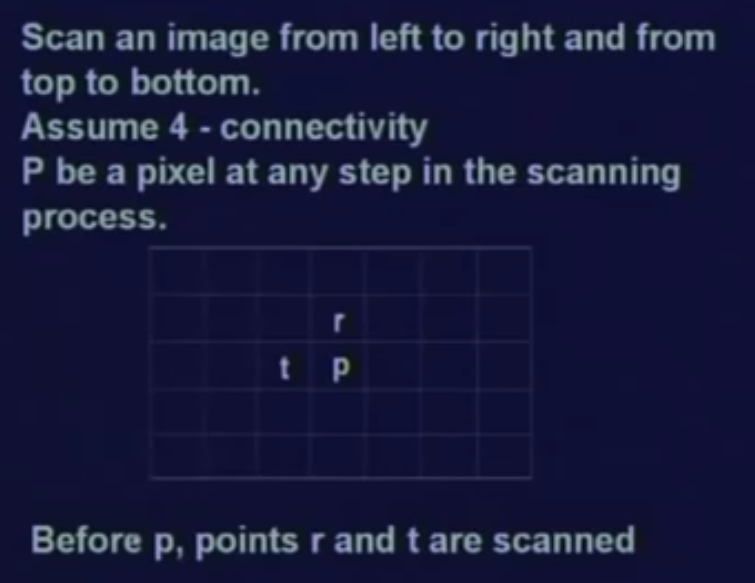 Scan an image from left to right and from
top to bottom.
Assume 4 - connectivity
P be a pixel at any step in the scanning
process.
r
t p
Before p, points r and t are scanned